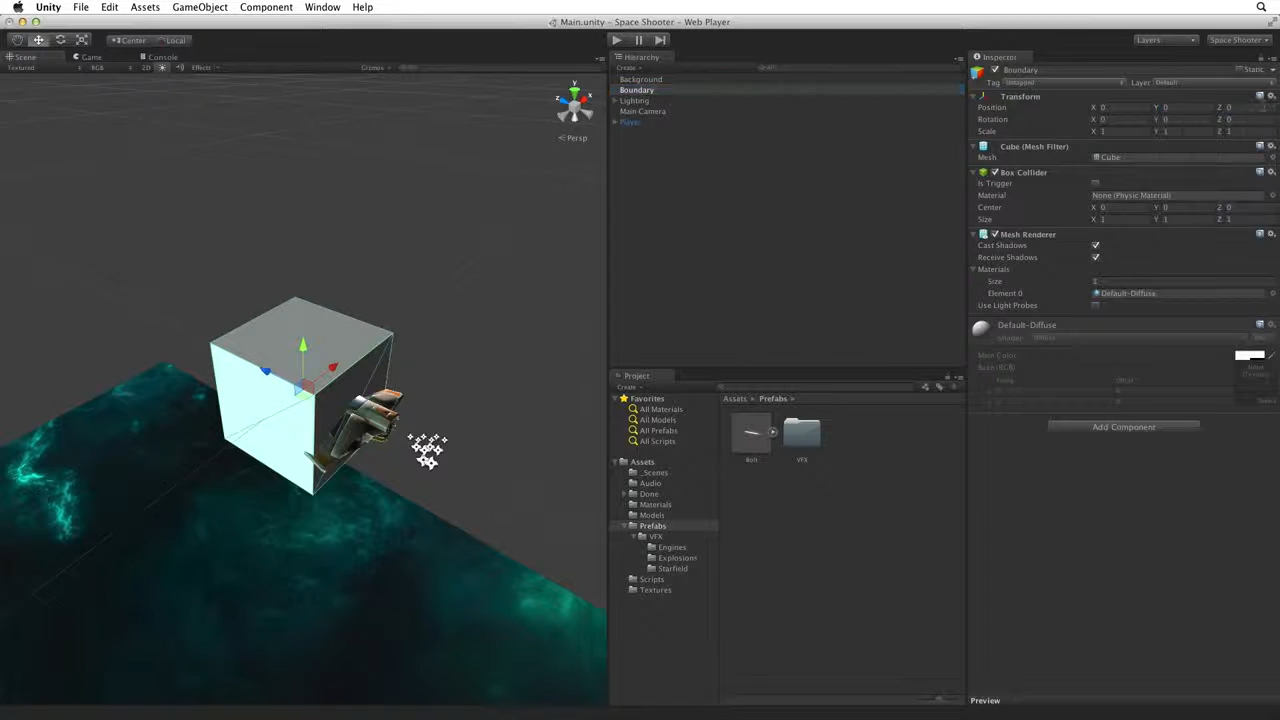 Unity File Edit Assets GameObject Component Window Help
Main.unity – Space Shooter – Web Player
Center Local Layers Space Shooter
Scene Game Console
Textured RGB 2D Effects Gizmos
y
x
z
Persp
Hierarchy
Create
Background
Boundary
Lighting
Main Camera
Player
Project
Create
Favorites
All Materials
All Models
All Prefabs
All Scripts
Assets
_Scenes
Audio
Done
Materials
Models
Prefabs
VFX
Engines
Explosions
Starfield
Scripts
Textures
Assets Prefabs
Bolt VFX
Inspector
Boundary Static
Tag Untagged Layer Default
Transform
Position X 0 Y 0 Z 0
Rotation X 0 Y 0 Z 0
Scale X 1 Y 1 Z 1
Cube (Mesh Filter)
Mesh Cube
Box Collider
Is Trigger
Material None (Physic Material)
Center X 0 Y 0 Z 0
Size X 1 Y 1 Z 1
Mesh Renderer
Cast Shadows
Receive Shadows
Materials
Size
Element 0 Default-Diffuse
Use Light Probes
Default-Diffuse
Shader Diffuse
Main Color
Base (RGB)
Add Component
Preview